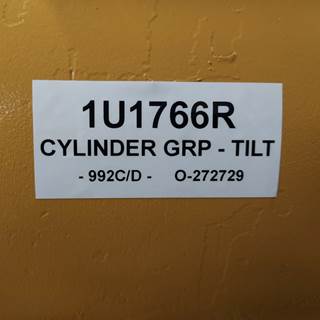 1U1766R
CYLINDER GRP - TILT
- 992C/D - O-272729